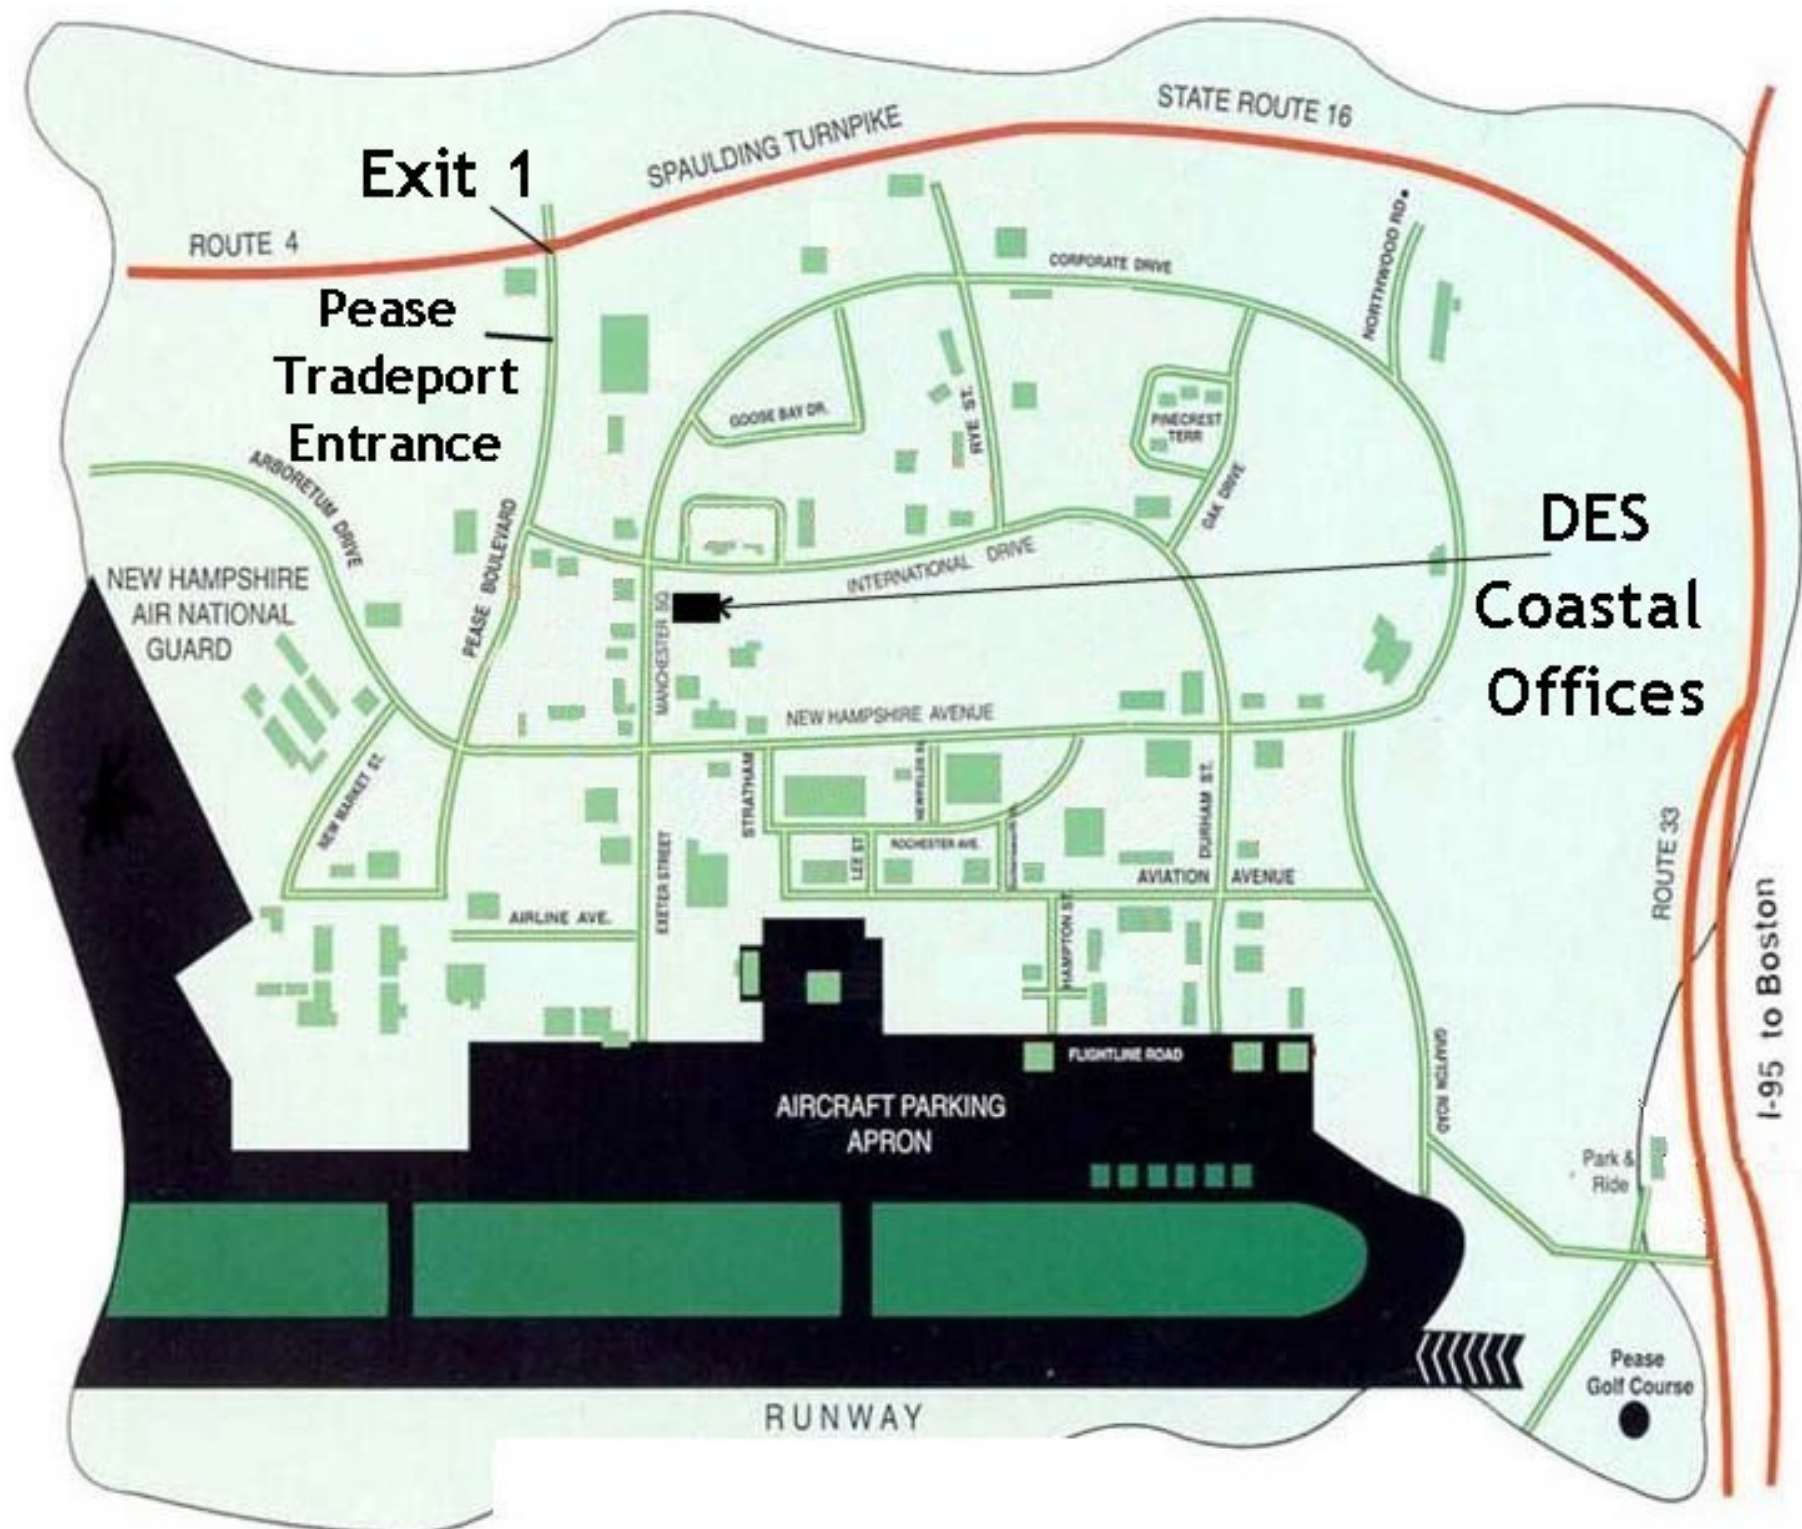 STATE ROUTE 16
SPAULDING TURNPIKE
Exit 1
ROUTE 4
NORTHWOOD RD
CORPORATE DRIVE
Pease
Tradeport
Entrance
GOOSE BAY DR.
RYE ST.
PINECREST
TERR
OAK DRIVE
ARBORETUM DRIVE
PEASE BOULEVARD
DES
Coastal
Offices
INTERNATIONAL DRIVE
NEW HAMPSHIRE
AIR NATIONAL
GUARD
MANCHESTER SQ.
NEW HAMPSHIRE AVENUE
NEW MARKET ST.
STRATHAM
DURHAM ST.
ROUTE 33
EXETER STREET
LEE ST
ROCHESTER AVE.
AVIATION AVENUE
I-95 to Boston
AIRLINE AVE.
HAMPTON ST.
GRAFTON ROAD
FLIGHTLINE ROAD
AIRCRAFT PARKING
APRON
Park &
Ride
Pease
Golf Course
RUNWAY